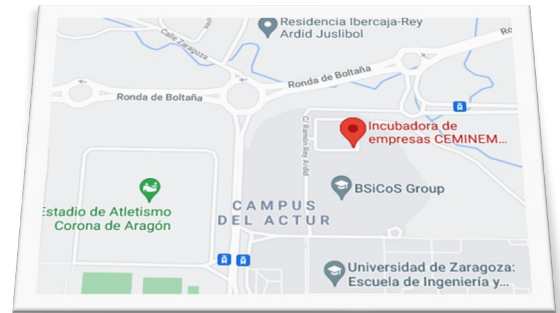 Residencia Ibercaja-Rey
Ardid Juslibol
Calle Zaragoza
Ro
Ronda de Boltaña
Ronda de Boltaña
Incubadora de
empresas CEMINEM...
C/ Ramón Rey Ardid
BSiCoS Group
CAMPUS
DEL ACTUR
Estadio de Atletismo
Corona de Aragón
Universidad de Zaragoza:
Escuela de Ingeniería y...